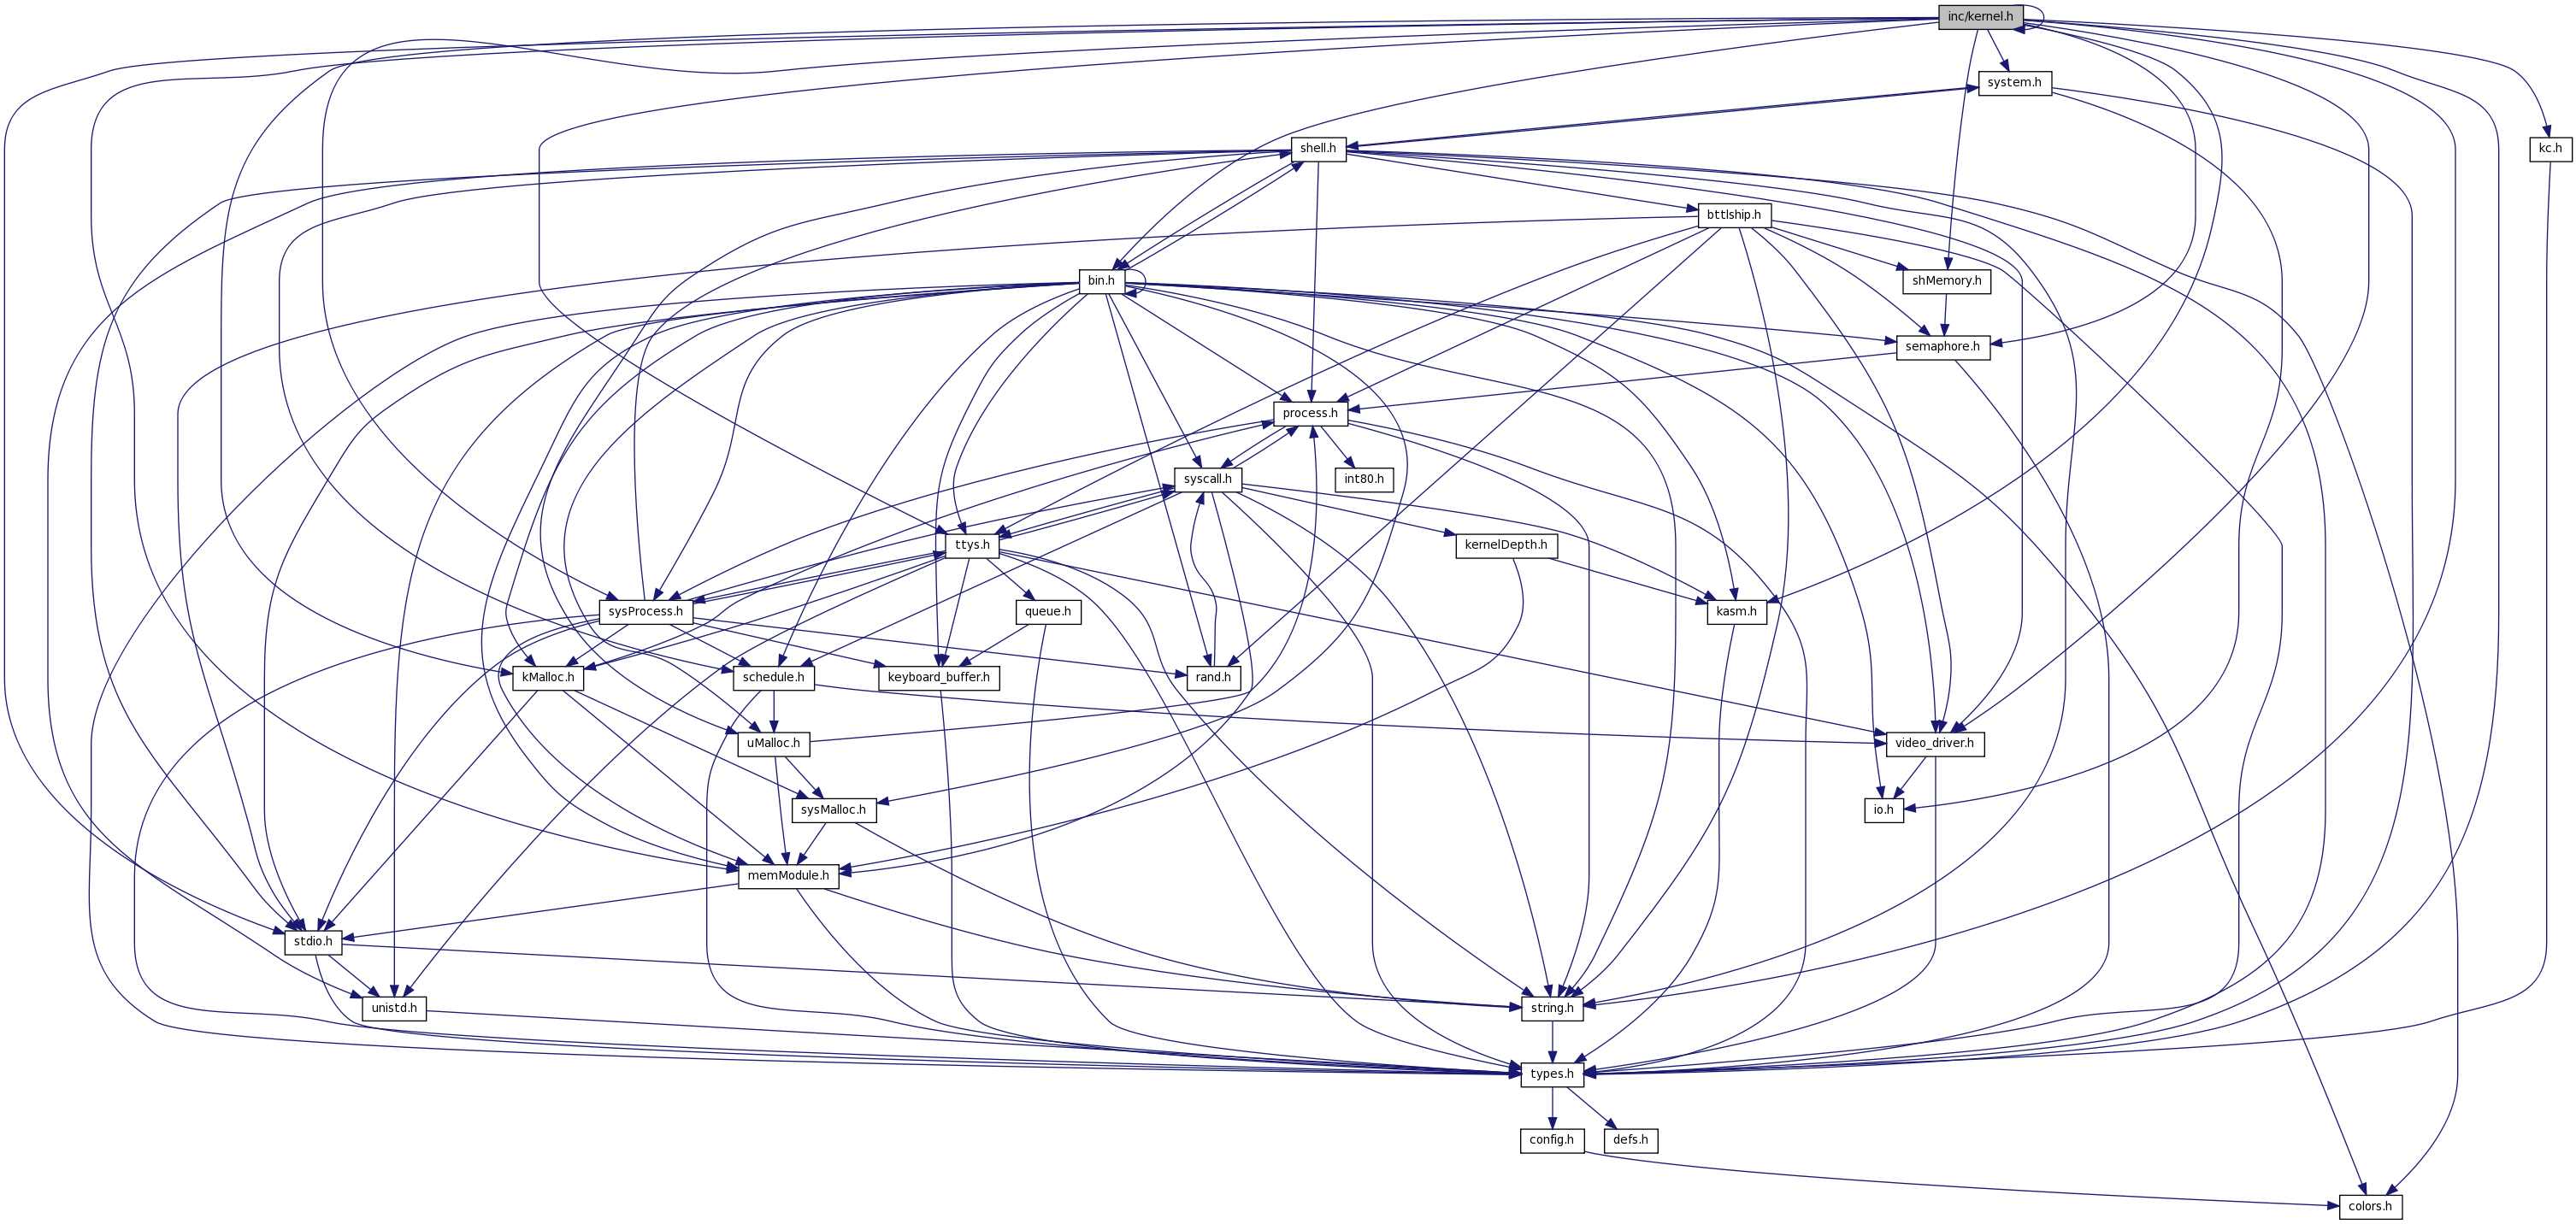 inc/kernel.h
system.h
shell.h
kc.h
bttlship.h
bin.h
shMemory.h
semaphore.h
process.h
syscall.h
int80.h
ttys.h
kernelDepth.h
sysProcess.h
queue.h
kasm.h
kMalloc.h
schedule.h
keyboard_buffer.h
rand.h
uMalloc.h
video_driver.h
sysMalloc.h
io.h
memModule.h
stdio.h
unistd.h
string.h
types.h
config.h
defs.h
colors.h